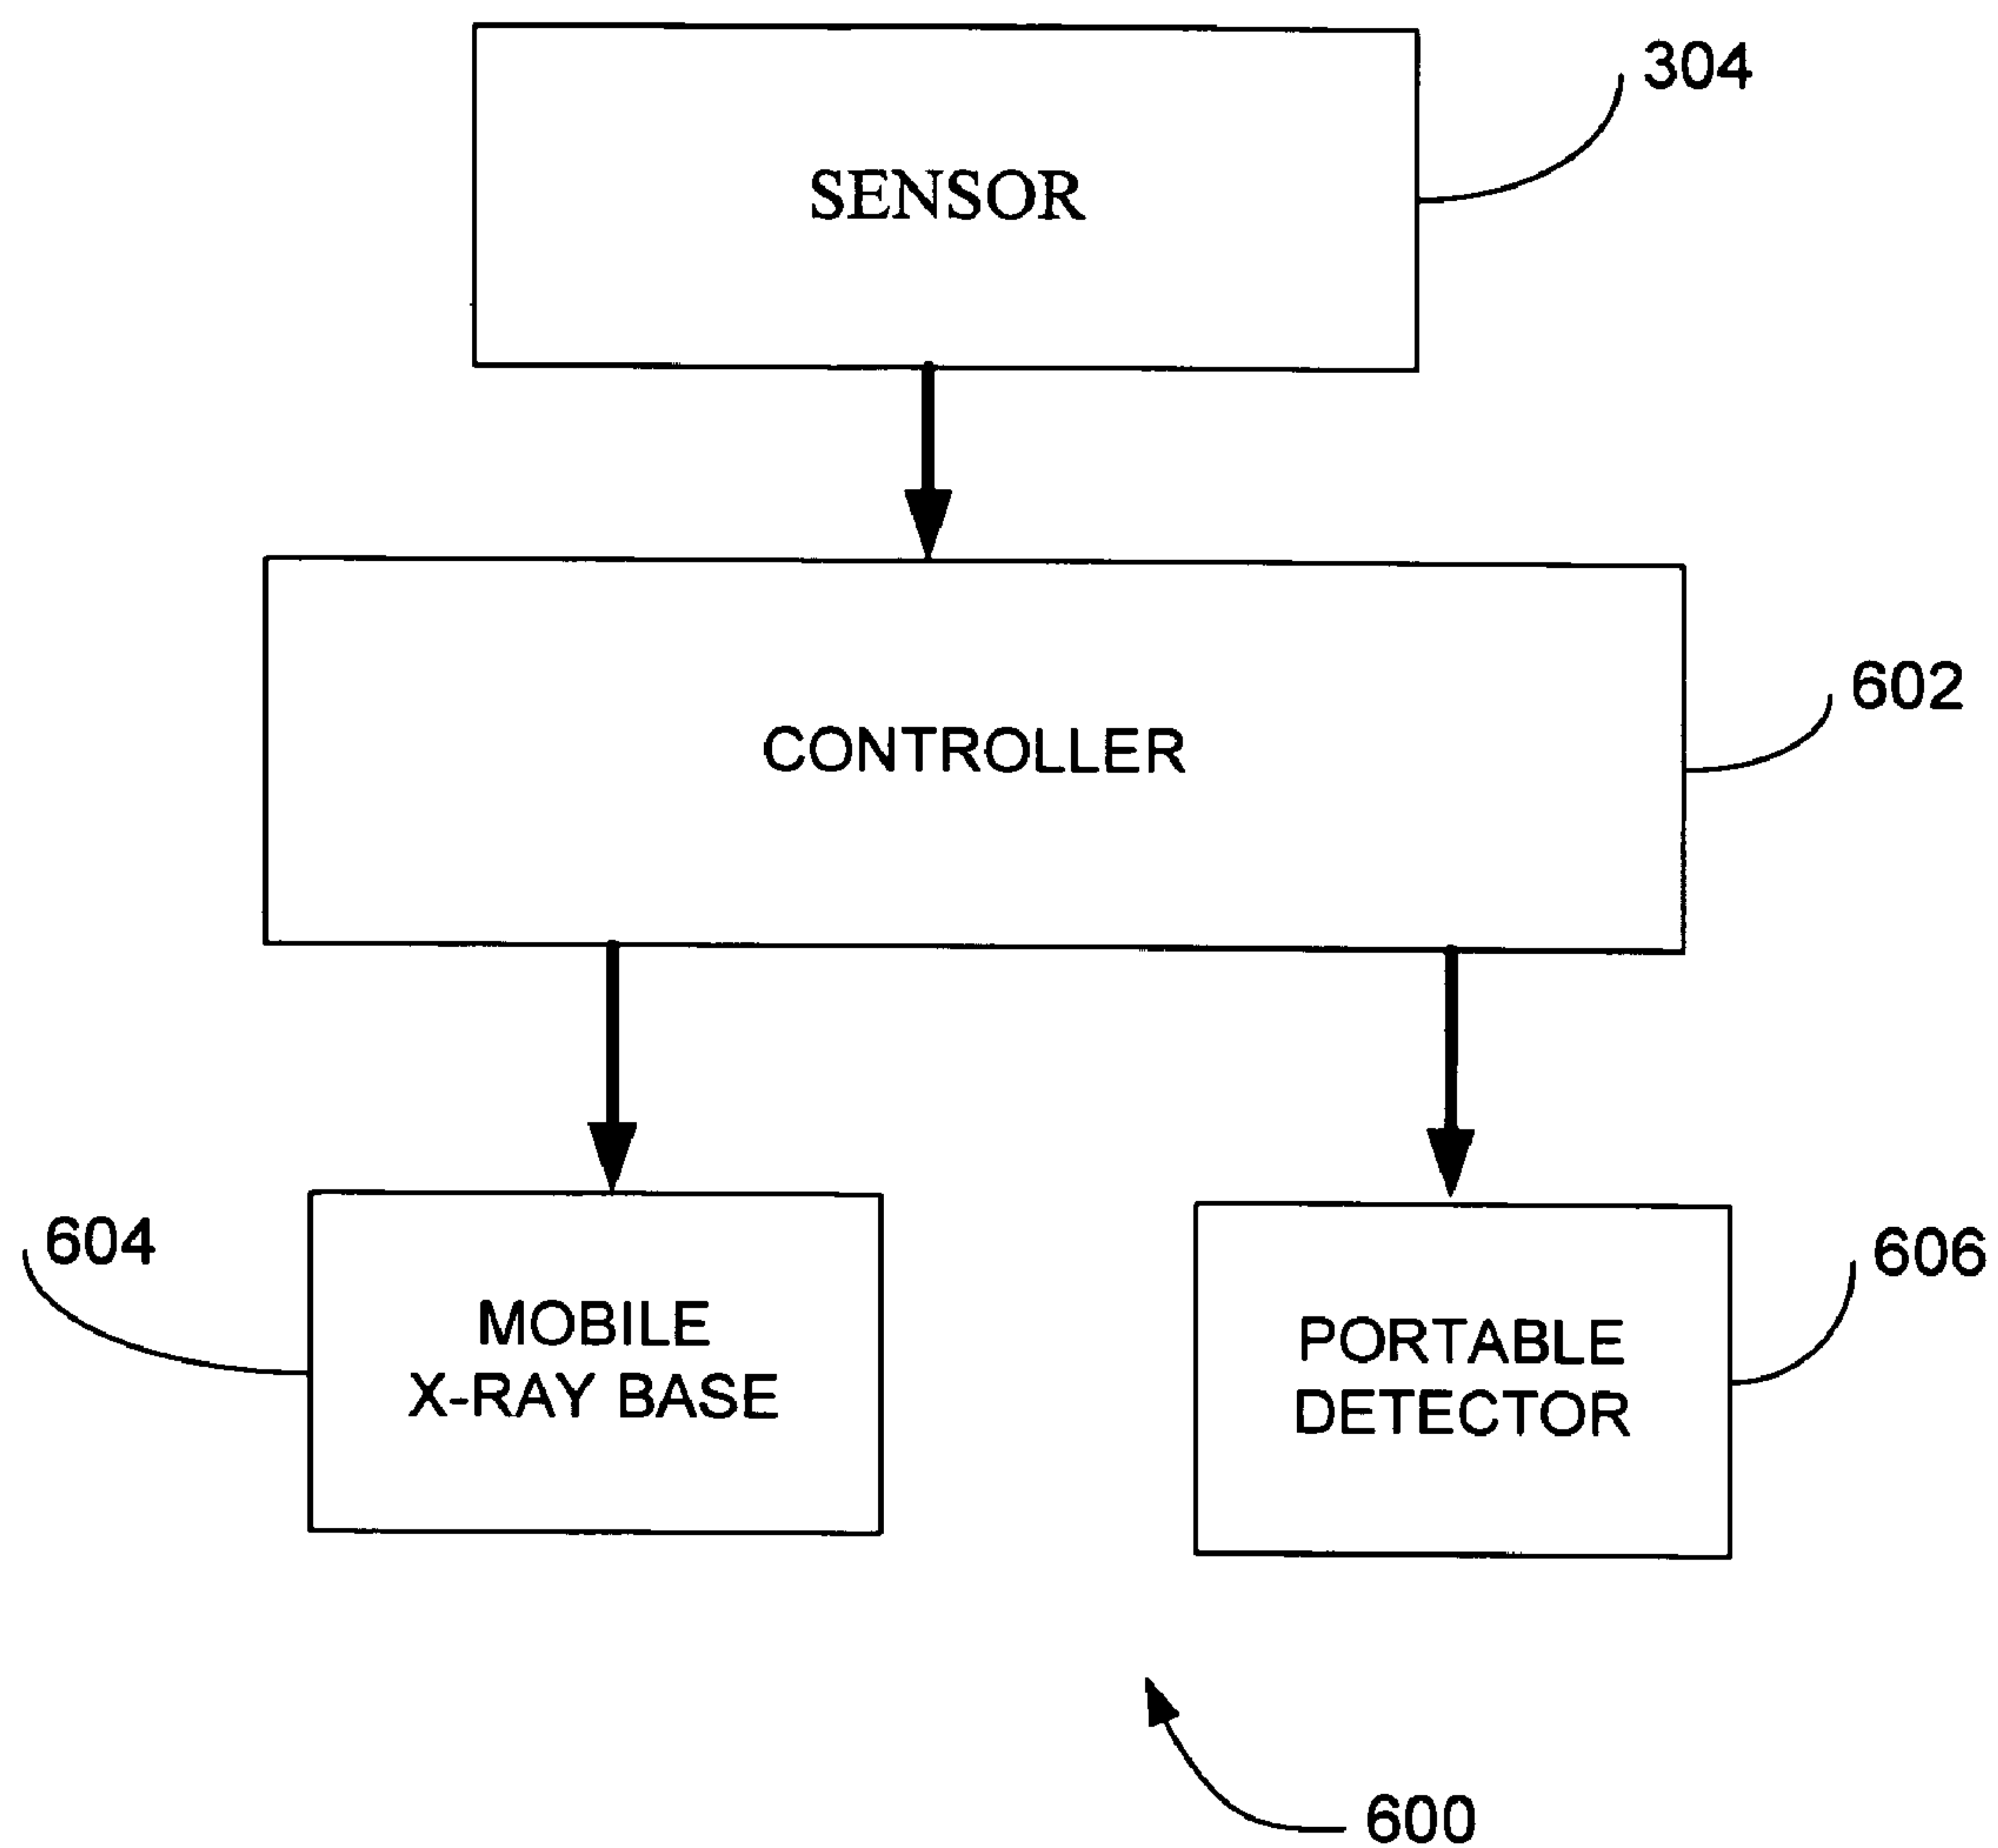 304
SENSOR
602
CONTROLLER
604
MOBILE
X-RAY BASE
606
PORTABLE
DETECTOR
600